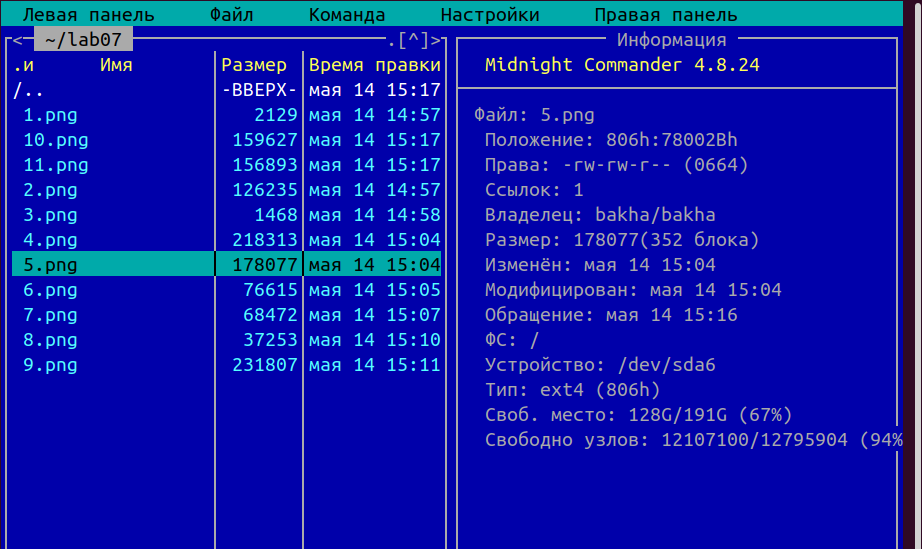 Левая панель Файл Команда Настройки Правая панель
< ~/lab07 .[^]>
.и Имя Размер Время правки
/.. -ВВЕРХ- мая 14 15:17
1.png 2129 мая 14 14:57
10.png 159627 мая 14 15:17
11.png 156893 мая 14 15:17
2.png 126235 мая 14 14:57
3.png 1468 мая 14 14:58
4.png 218313 мая 14 15:04
5.png 178077 мая 14 15:04
6.png 76615 мая 14 15:05
7.png 68472 мая 14 15:07
8.png 37253 мая 14 15:10
9.png 231807 мая 14 15:11
Информация
Midnight Commander 4.8.24
Файл: 5.png
Положение: 806h:78002Bh
Права: -rw-rw-r-- (0664)
Ссылок: 1
Владелец: bakha/bakha
Размер: 178077(352 блока)
Изменён: мая 14 15:04
Модифицирован: мая 14 15:04
Обращение: мая 14 15:16
ФС: /
Устройство: /dev/sda6
Тип: ext4 (806h)
Своб. место: 128G/191G (67%)
Свободно узлов: 12107100/12795904 (94%